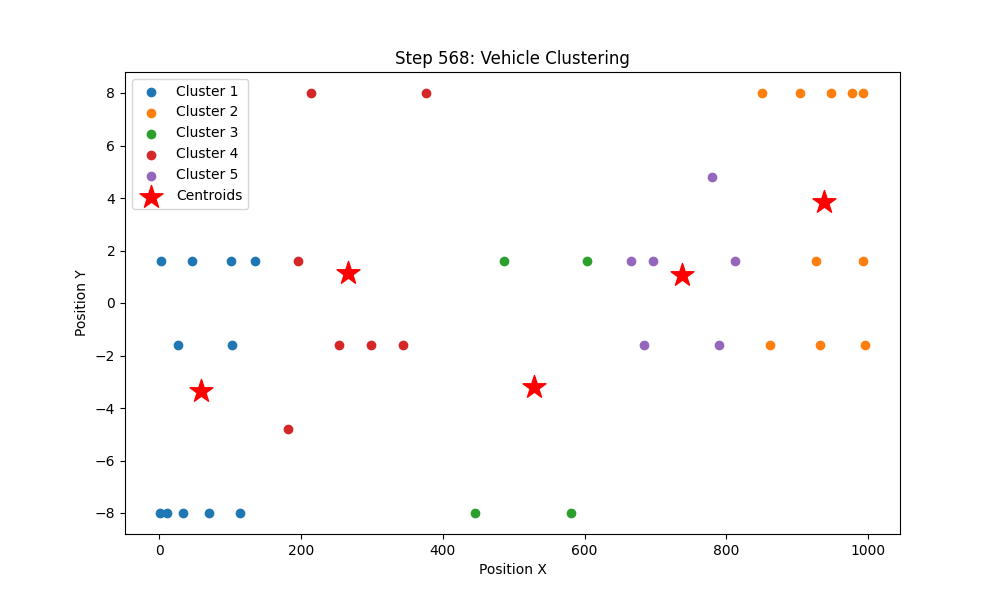 Step 568: Vehicle Clustering
Cluster 1
Cluster 2
Cluster 3
Cluster 4
Cluster 5
Centroids
8
6
4
2
0
−2
−4
−6
−8
Position Y
0 200 400 600 800 1000
Position X